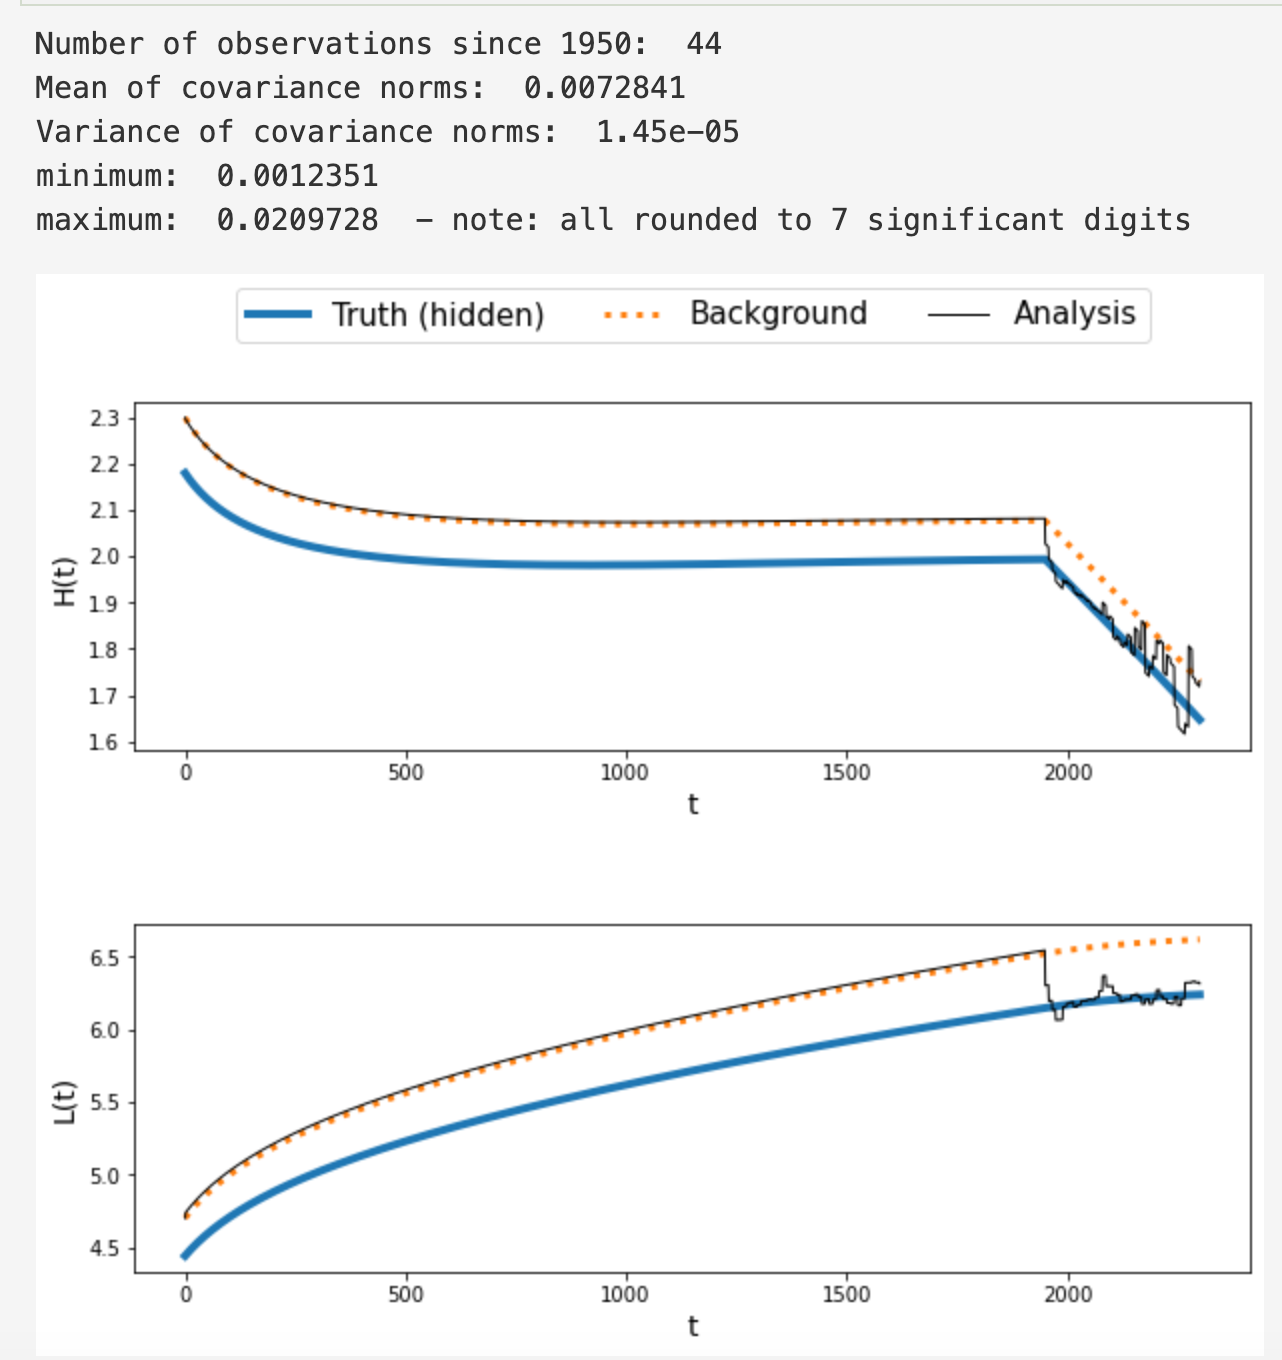 Number of observations since 1950:  44
Mean of covariance norms:  0.0072841
Variance of covariance norms:  1.45e-05
minimum:  0.0012351
maximum:  0.0209728  - note: all rounded to 7 significant digits
Truth (hidden) Background Analysis
2.3
2.2
2.1
2.0
1.9
1.8
1.7
1.6
H(t)
0 500 1000 1500 2000
t
6.5
6.0
5.5
5.0
4.5
L(t)
0 500 1000 1500 2000
t